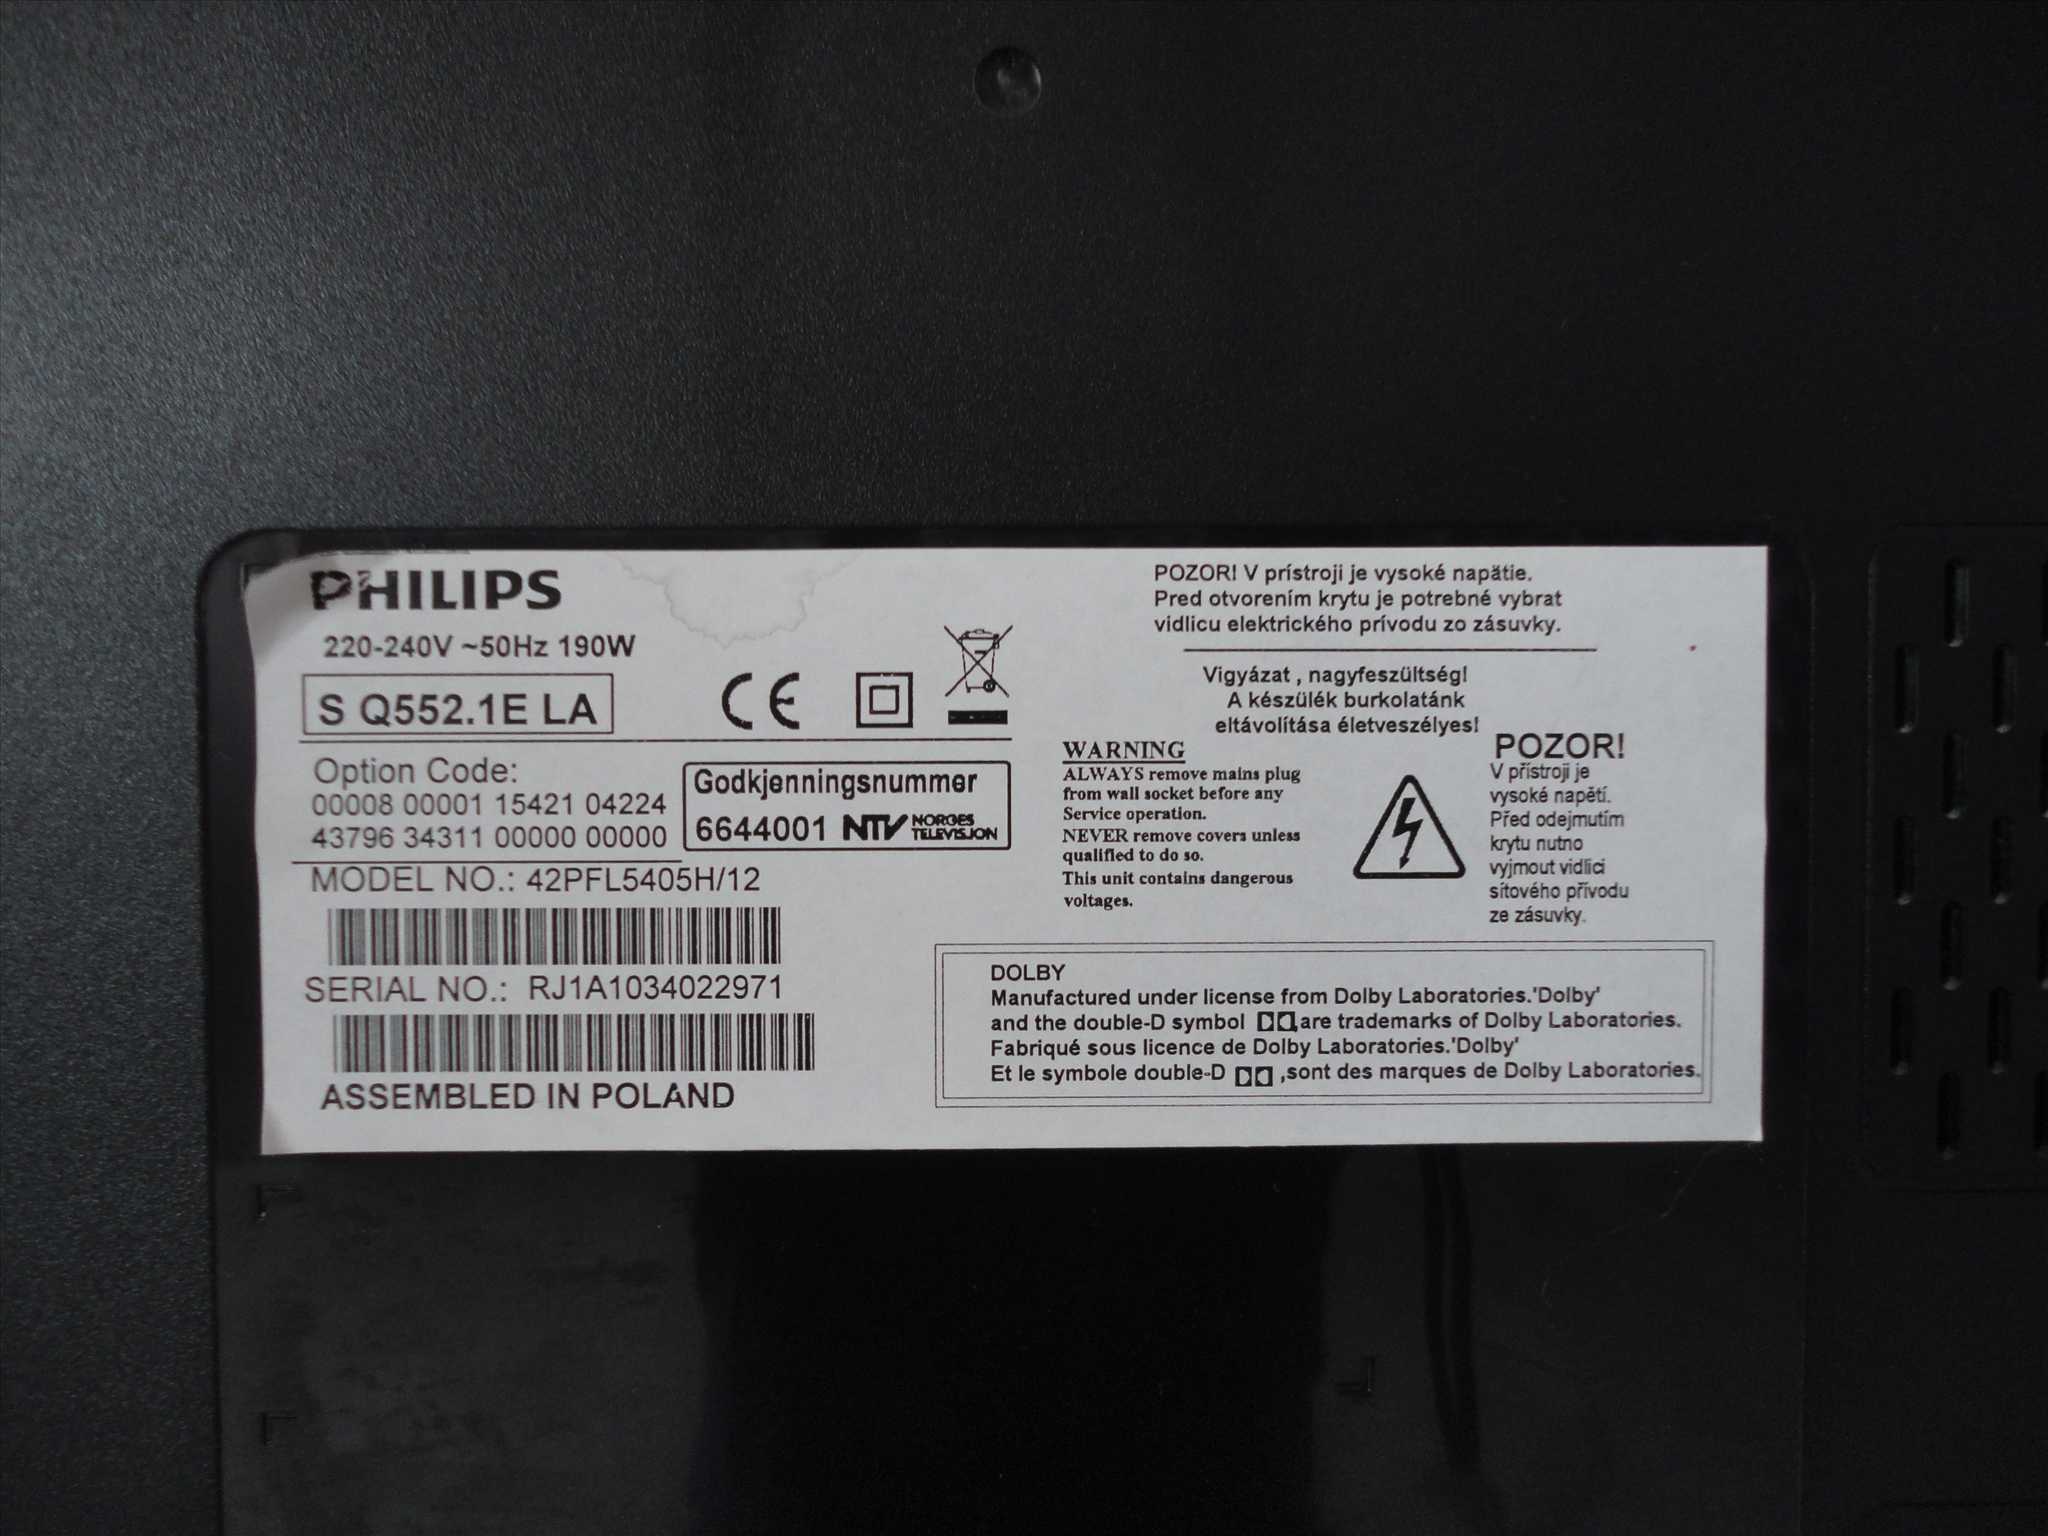 PHILIPS
220-240V ~50Hz 190W
S Q552.1E LA
CE
Option Code:
00008 00001 15421 04224
43796 34311 00000 00000
Godkjenningsnummer
6644001 NTV NORGES TELEVISJON
MODEL NO.: 42PFL5405H/12
SERIAL NO.: RJ1A1034022971
ASSEMBLED IN POLAND
POZOR! V prístroji je vysoké napätie.
Pred otvorením krytu je potrebné vybrat
vidlicu elektrického prívodu zo zásuvky.
Vigyázat , nagyfeszültség!
A készülék burkolatánk
eltávolítása életveszélyes!
WARNING
ALWAYS remove mains plug
from wall socket before any
Service operation.
NEVER remove covers unless
qualified to do so.
This unit contains dangerous
voltages.
POZOR!
V přístroji je
vysoké napětí.
Před odejmutím
krytu nutno
vyjmout vidlici
sítového přívodu
ze zásuvky.
DOLBY
Manufactured under license from Dolby Laboratories.'Dolby'
and the double-D symbol DD,are trademarks of Dolby Laboratories.
Fabriqué sous licence de Dolby Laboratories.'Dolby'
Et le symbole double-D DD ,sont des marques de Dolby Laboratories.